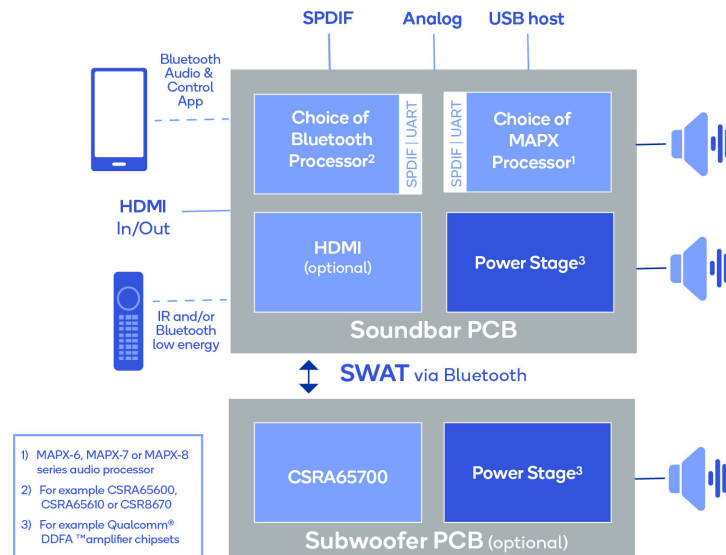 SPDIF
Analog
USB host
Bluetooth
Audio &
Control
App
Choice of
Bluetooth
Processor²
SPDIF | UART
SPDIF | UART
Choice of
MAPX
Processor¹
HDMI
In/Out
HDMI
(optional)
Power Stage³
IR and/or
Bluetooth
low energy
Soundbar PCB
SWAT via Bluetooth
CSRA65700
Power Stage³
Subwoofer PCB (optional)
1) MAPX-6, MAPX-7 or MAPX-8
series audio processor
2) For example CSRA65600,
CSRA65610 or CSR8670
3) For example Qualcomm®
DDFA ™amplifier chipsets